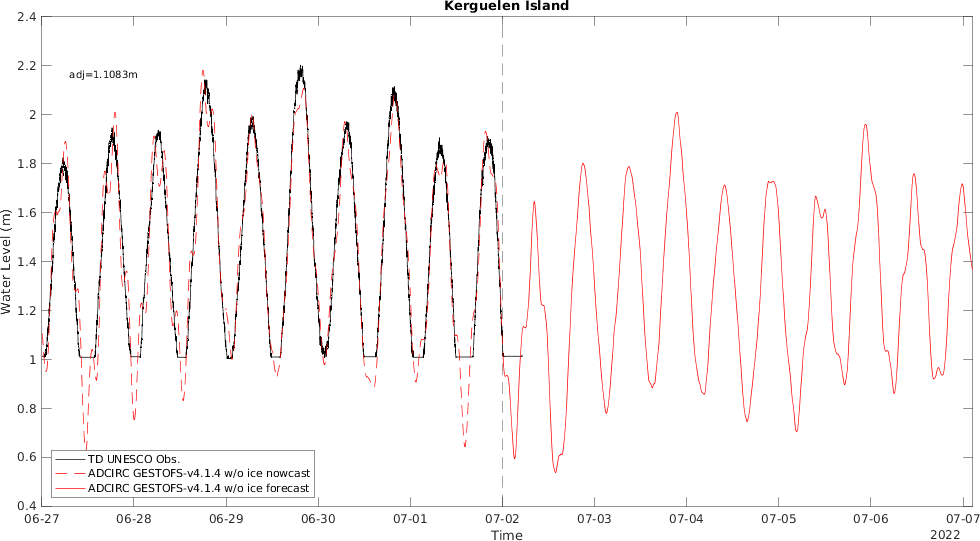 Kerguelen Island
2.4
2.2
2
1.8
1.6
1.4
1.2
1
0.8
0.6
0.4
Water Level (m)
adj=1.1083m
TD UNESCO Obs.
ADCIRC GESTOFS-v4.1.4 w/o ice nowcast
ADCIRC GESTOFS-v4.1.4 w/o ice forecast
06-27 06-28 06-29 06-30 07-01 07-02 07-03 07-04 07-05 07-06 07-07
Time
2022